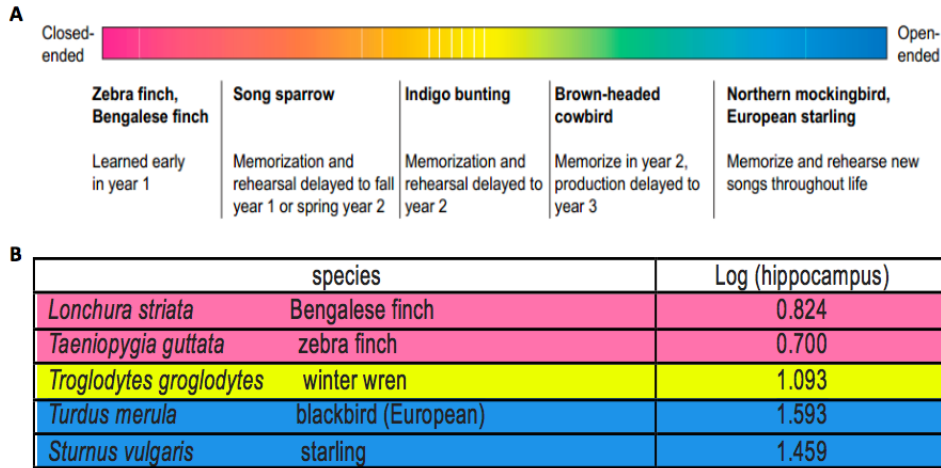 A
Closed-ended
Open-ended
Zebra finch,
Bengalese finch
Learned early
in year 1
Song sparrow
Memorization and
rehearsal delayed to fall
year 1 or spring year 2
Indigo bunting
Memorization and
rehearsal delayed to
year 2
Brown-headed
cowbird
Memorize in year 2,
production delayed to
year 3
Northern mockingbird,
European starling
Memorize and rehearse new
songs throughout life
B
species Log (hippocampus)
Lonchura striata Bengalese finch 0.824
Taeniopygia guttata zebra finch 0.700
Troglodytes groglodytes winter wren 1.093
Turdus merula blackbird (European) 1.593
Sturnus vulgaris starling 1.459